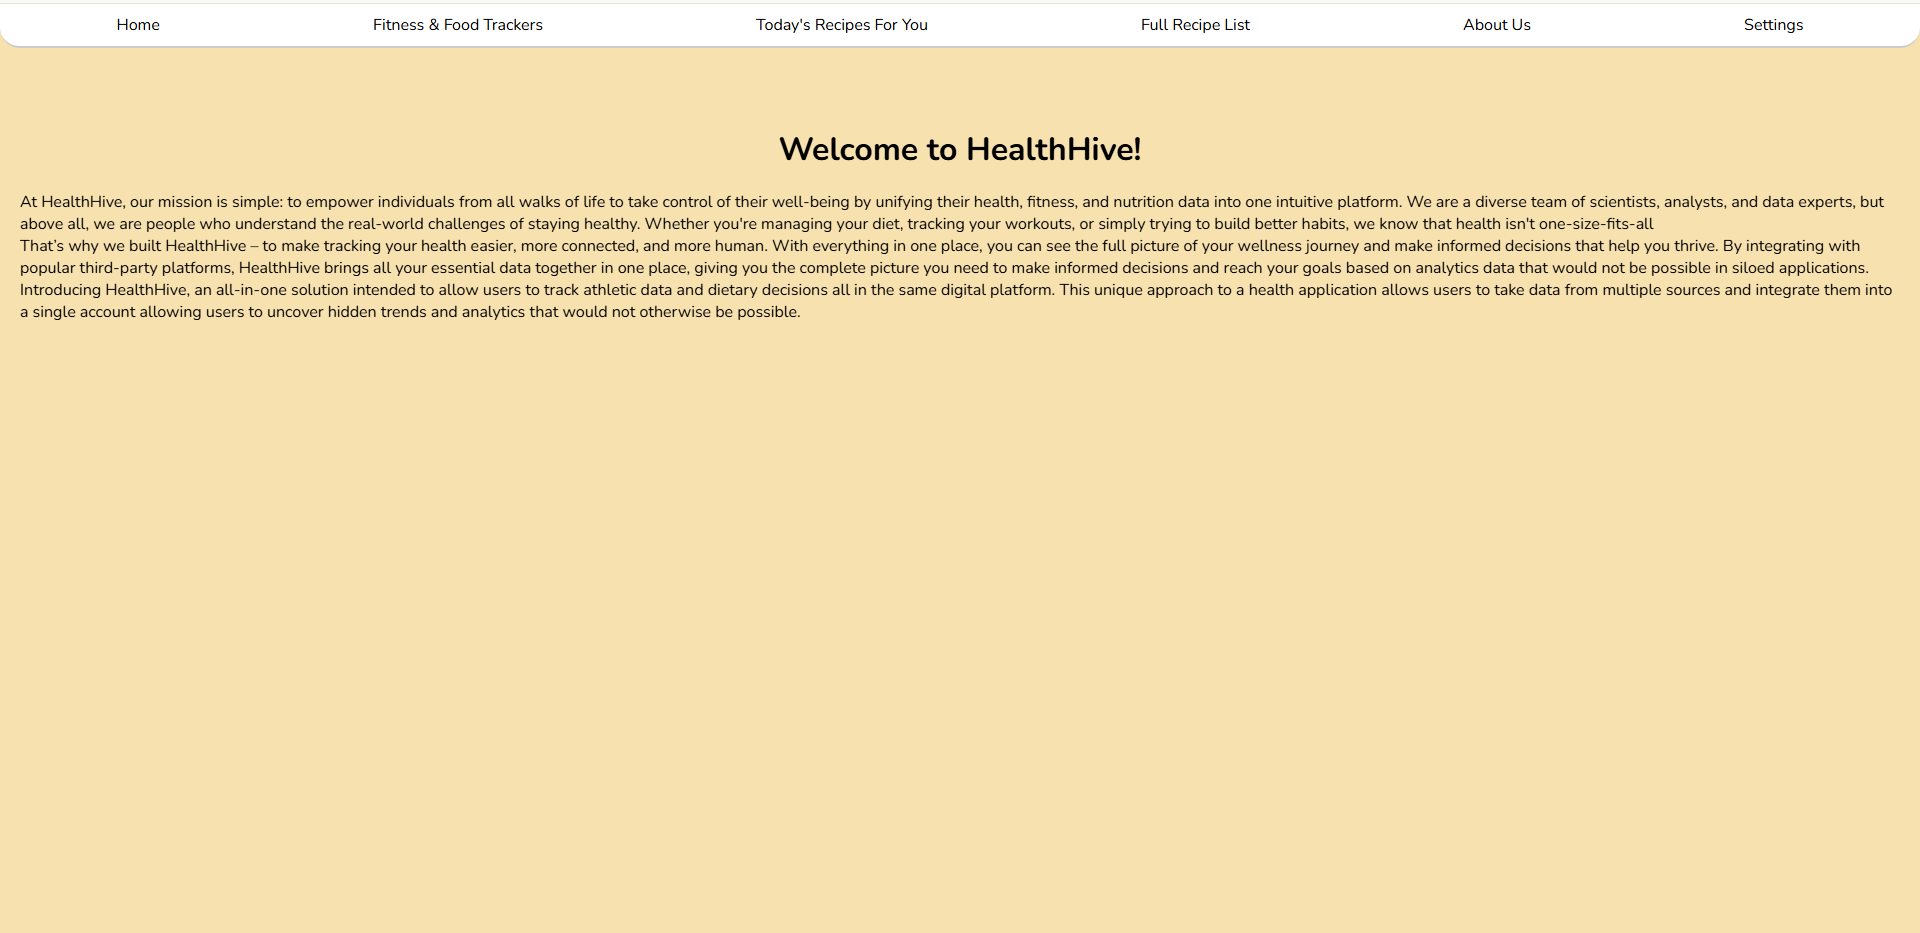 Home Fitness & Food Trackers Today's Recipes For You Full Recipe List About Us Settings
Welcome to HealthHive!
At HealthHive, our mission is simple: to empower individuals from all walks of life to take control of their well-being by unifying their health, fitness, and nutrition data into one intuitive platform. We are a diverse team of scientists, analysts, and data experts, but
above all, we are people who understand the real-world challenges of staying healthy. Whether you're managing your diet, tracking your workouts, or simply trying to build better habits, we know that health isn't one-size-fits-all
That’s why we built HealthHive – to make tracking your health easier, more connected, and more human. With everything in one place, you can see the full picture of your wellness journey and make informed decisions that help you thrive. By integrating with
popular third-party platforms, HealthHive brings all your essential data together in one place, giving you the complete picture you need to make informed decisions and reach your goals based on analytics data that would not be possible in siloed applications.
Introducing HealthHive, an all-in-one solution intended to allow users to track athletic data and dietary decisions all in the same digital platform. This unique approach to a health application allows users to take data from multiple sources and integrate them into
a single account allowing users to uncover hidden trends and analytics that would not otherwise be possible.